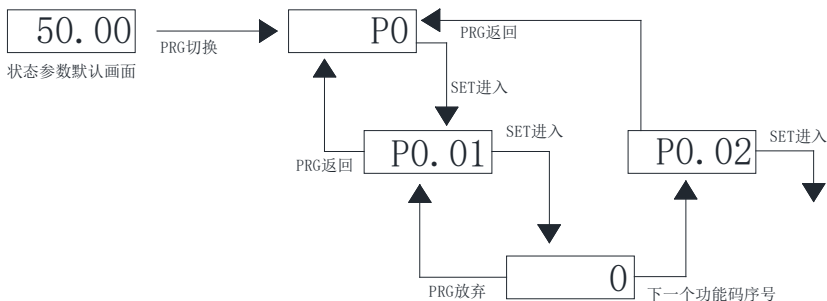 50.00
PRG切换
P0
PRG返回
状态参数默认画面
SET进入
P0.01
SET进入
P0.02
SET进入
PRG返回
0
PRG放弃
下一个功能码序号